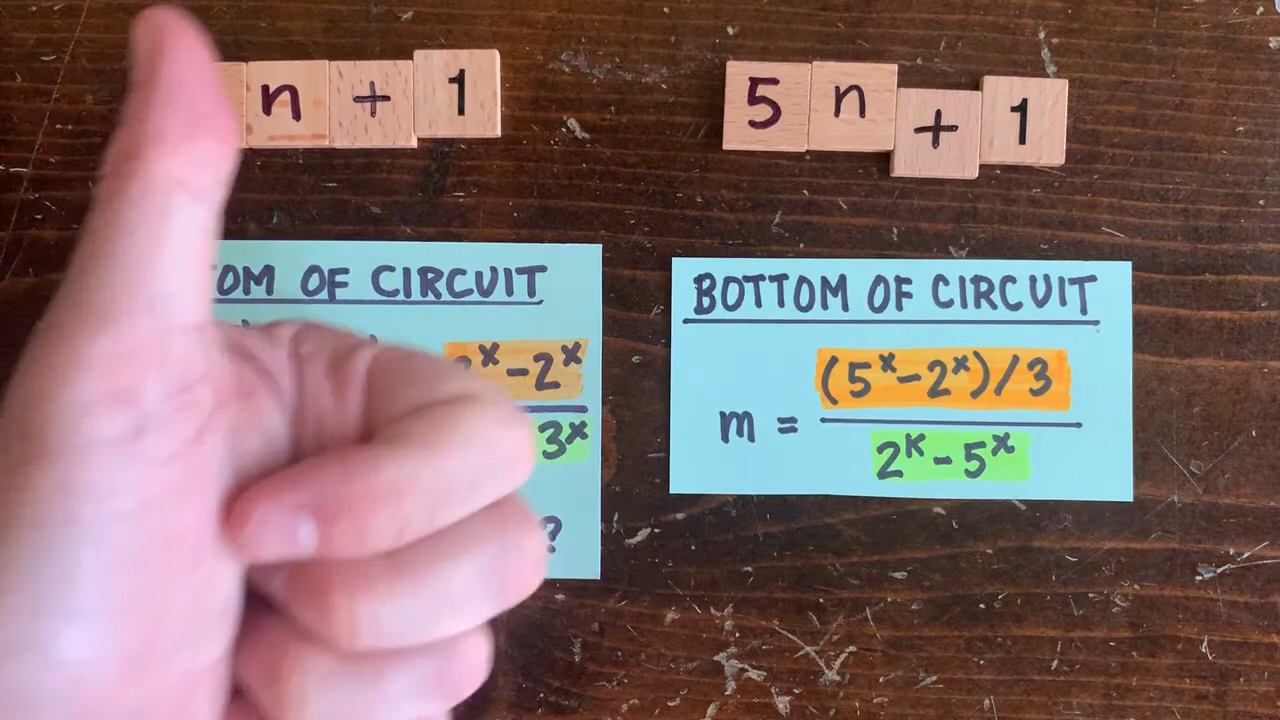 n + 1
5 n + 1
OM OF CIRCUIT
x - 2^x
3^x
?
BOTTOM OF CIRCUIT
m = (5^x - 2^x)/3
2^k - 5^x